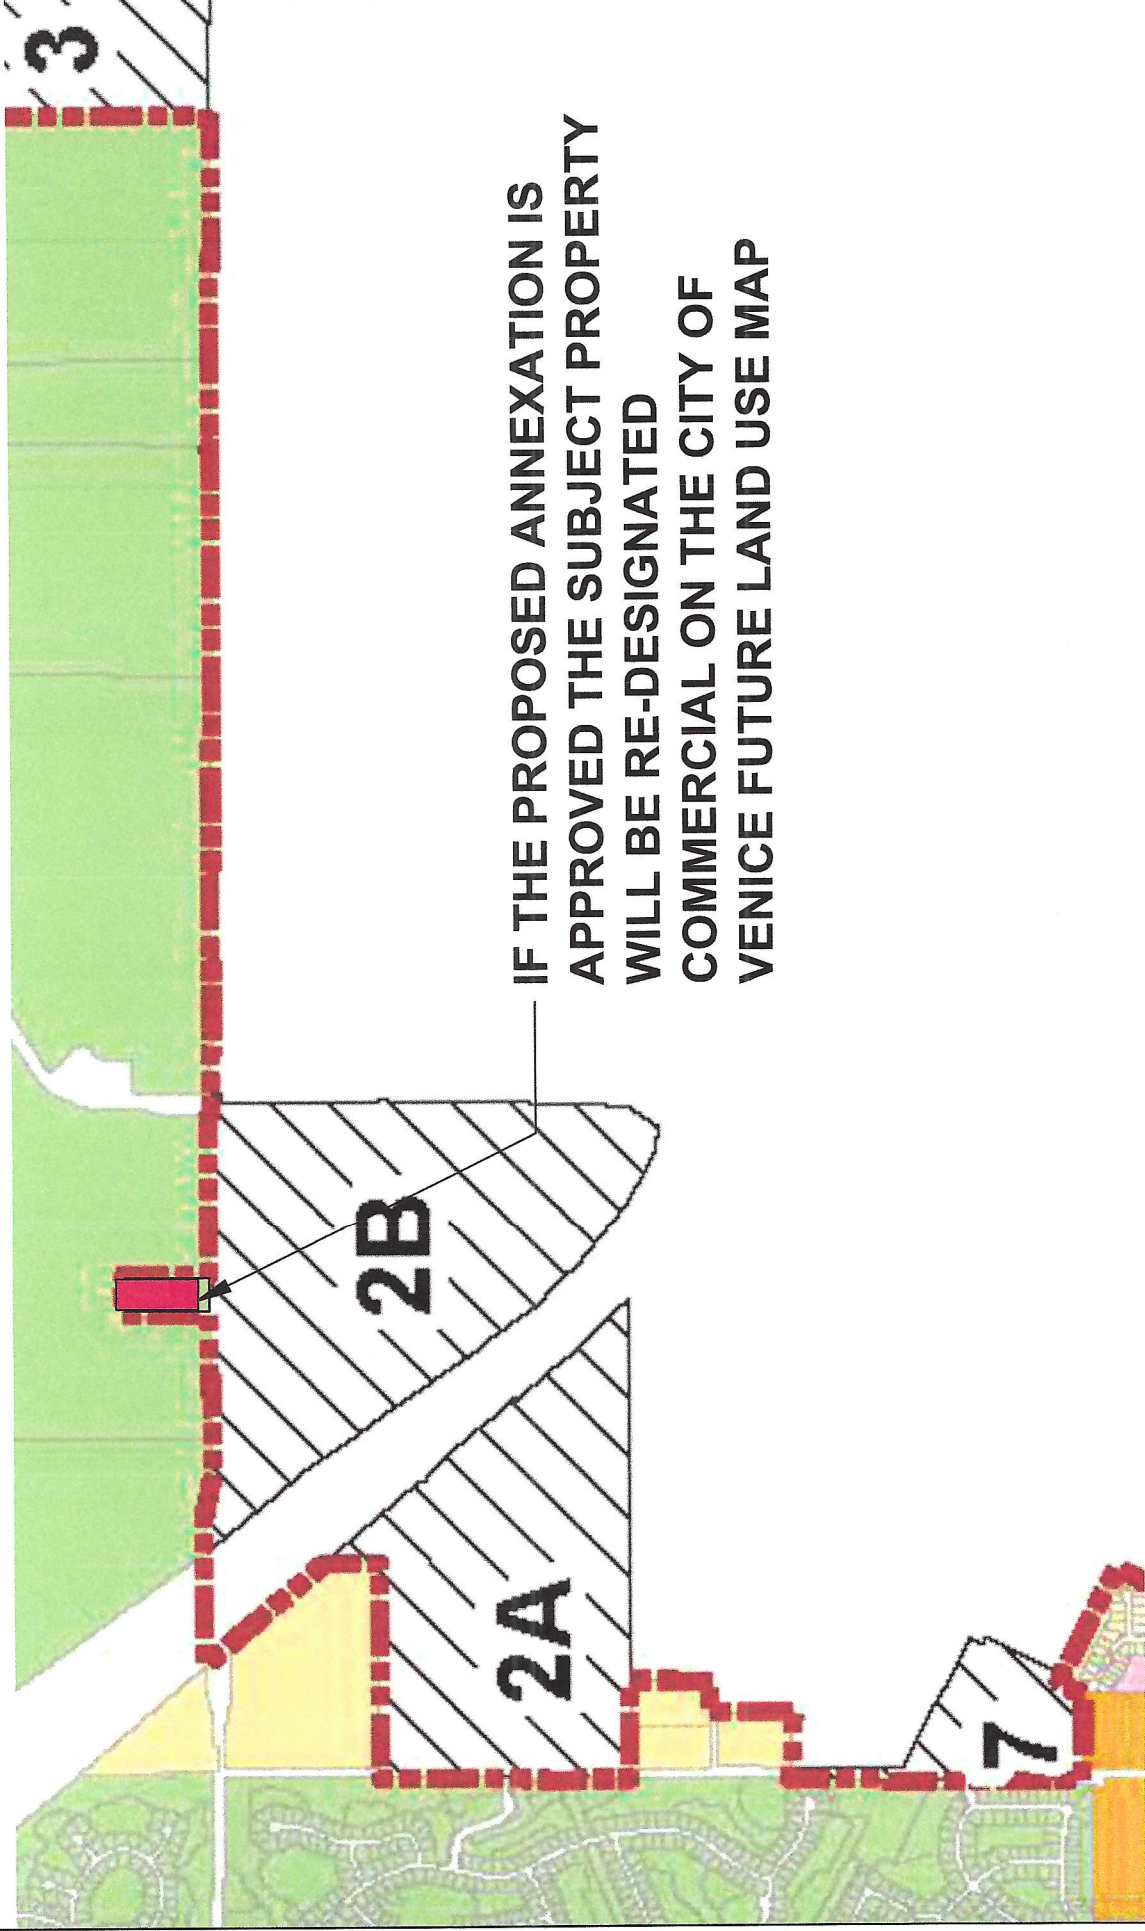 3
IF THE PROPOSED ANNEXATION IS
APPROVED THE SUBJECT PROPERTY
WILL BE RE-DESIGNATED
COMMERCIAL ON THE CITY OF
VENICE FUTURE LAND USE MAP
2B
2A
7